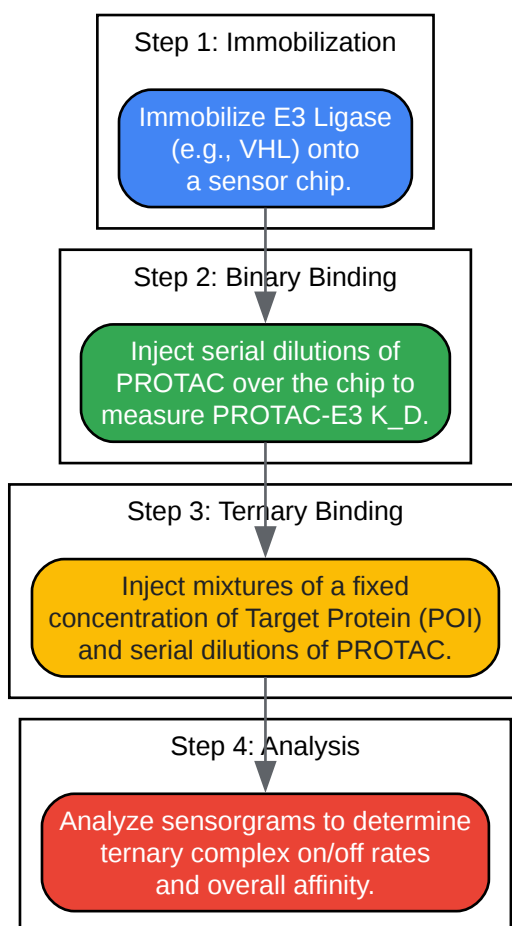 Step 1: Immobilization
Immobilize E3 Ligase
(e.g., VHL) onto
a sensor chip.
Step 2: Binary Binding
Inject serial dilutions of
PROTAC over the chip to
measure PROTAC-E3 K_D.
Step 3: Ternary Binding
Inject mixtures of a fixed
concentration of Target Protein (POI)
and serial dilutions of PROTAC.
Step 4: Analysis
Analyze sensorgrams to determine
ternary complex on/off rates
and overall affinity.